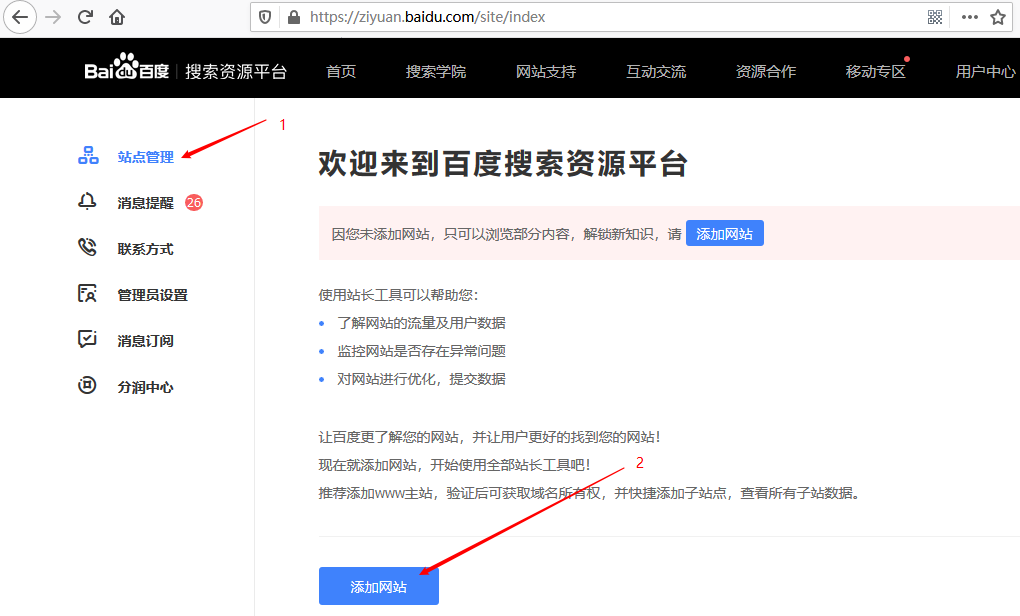 https://ziyuan.baidu.com/site/index
Bai du 百度 搜索资源平台 首页 搜索学院 网站支持 互动交流 资源合作 移动专区 用户中心
1
站点管理
欢迎来到百度搜索资源平台
消息提醒 26
因您未添加网站，只可以浏览部分内容，解锁新知识，请 添加网站
联系方式
管理员设置
使用站长工具可以帮助您：
了解网站的流量及用户数据
消息订阅
监控网站是否存在异常问题
对网站进行优化，提交数据
分润中心
让百度更了解您的网站，并让用户更好的找到您的网站！
现在就添加网站，开始使用全部站长工具吧！
2
推荐添加www主站，验证后可获取域名所有权，并快捷添加子站点，查看所有子站数据。
添加网站